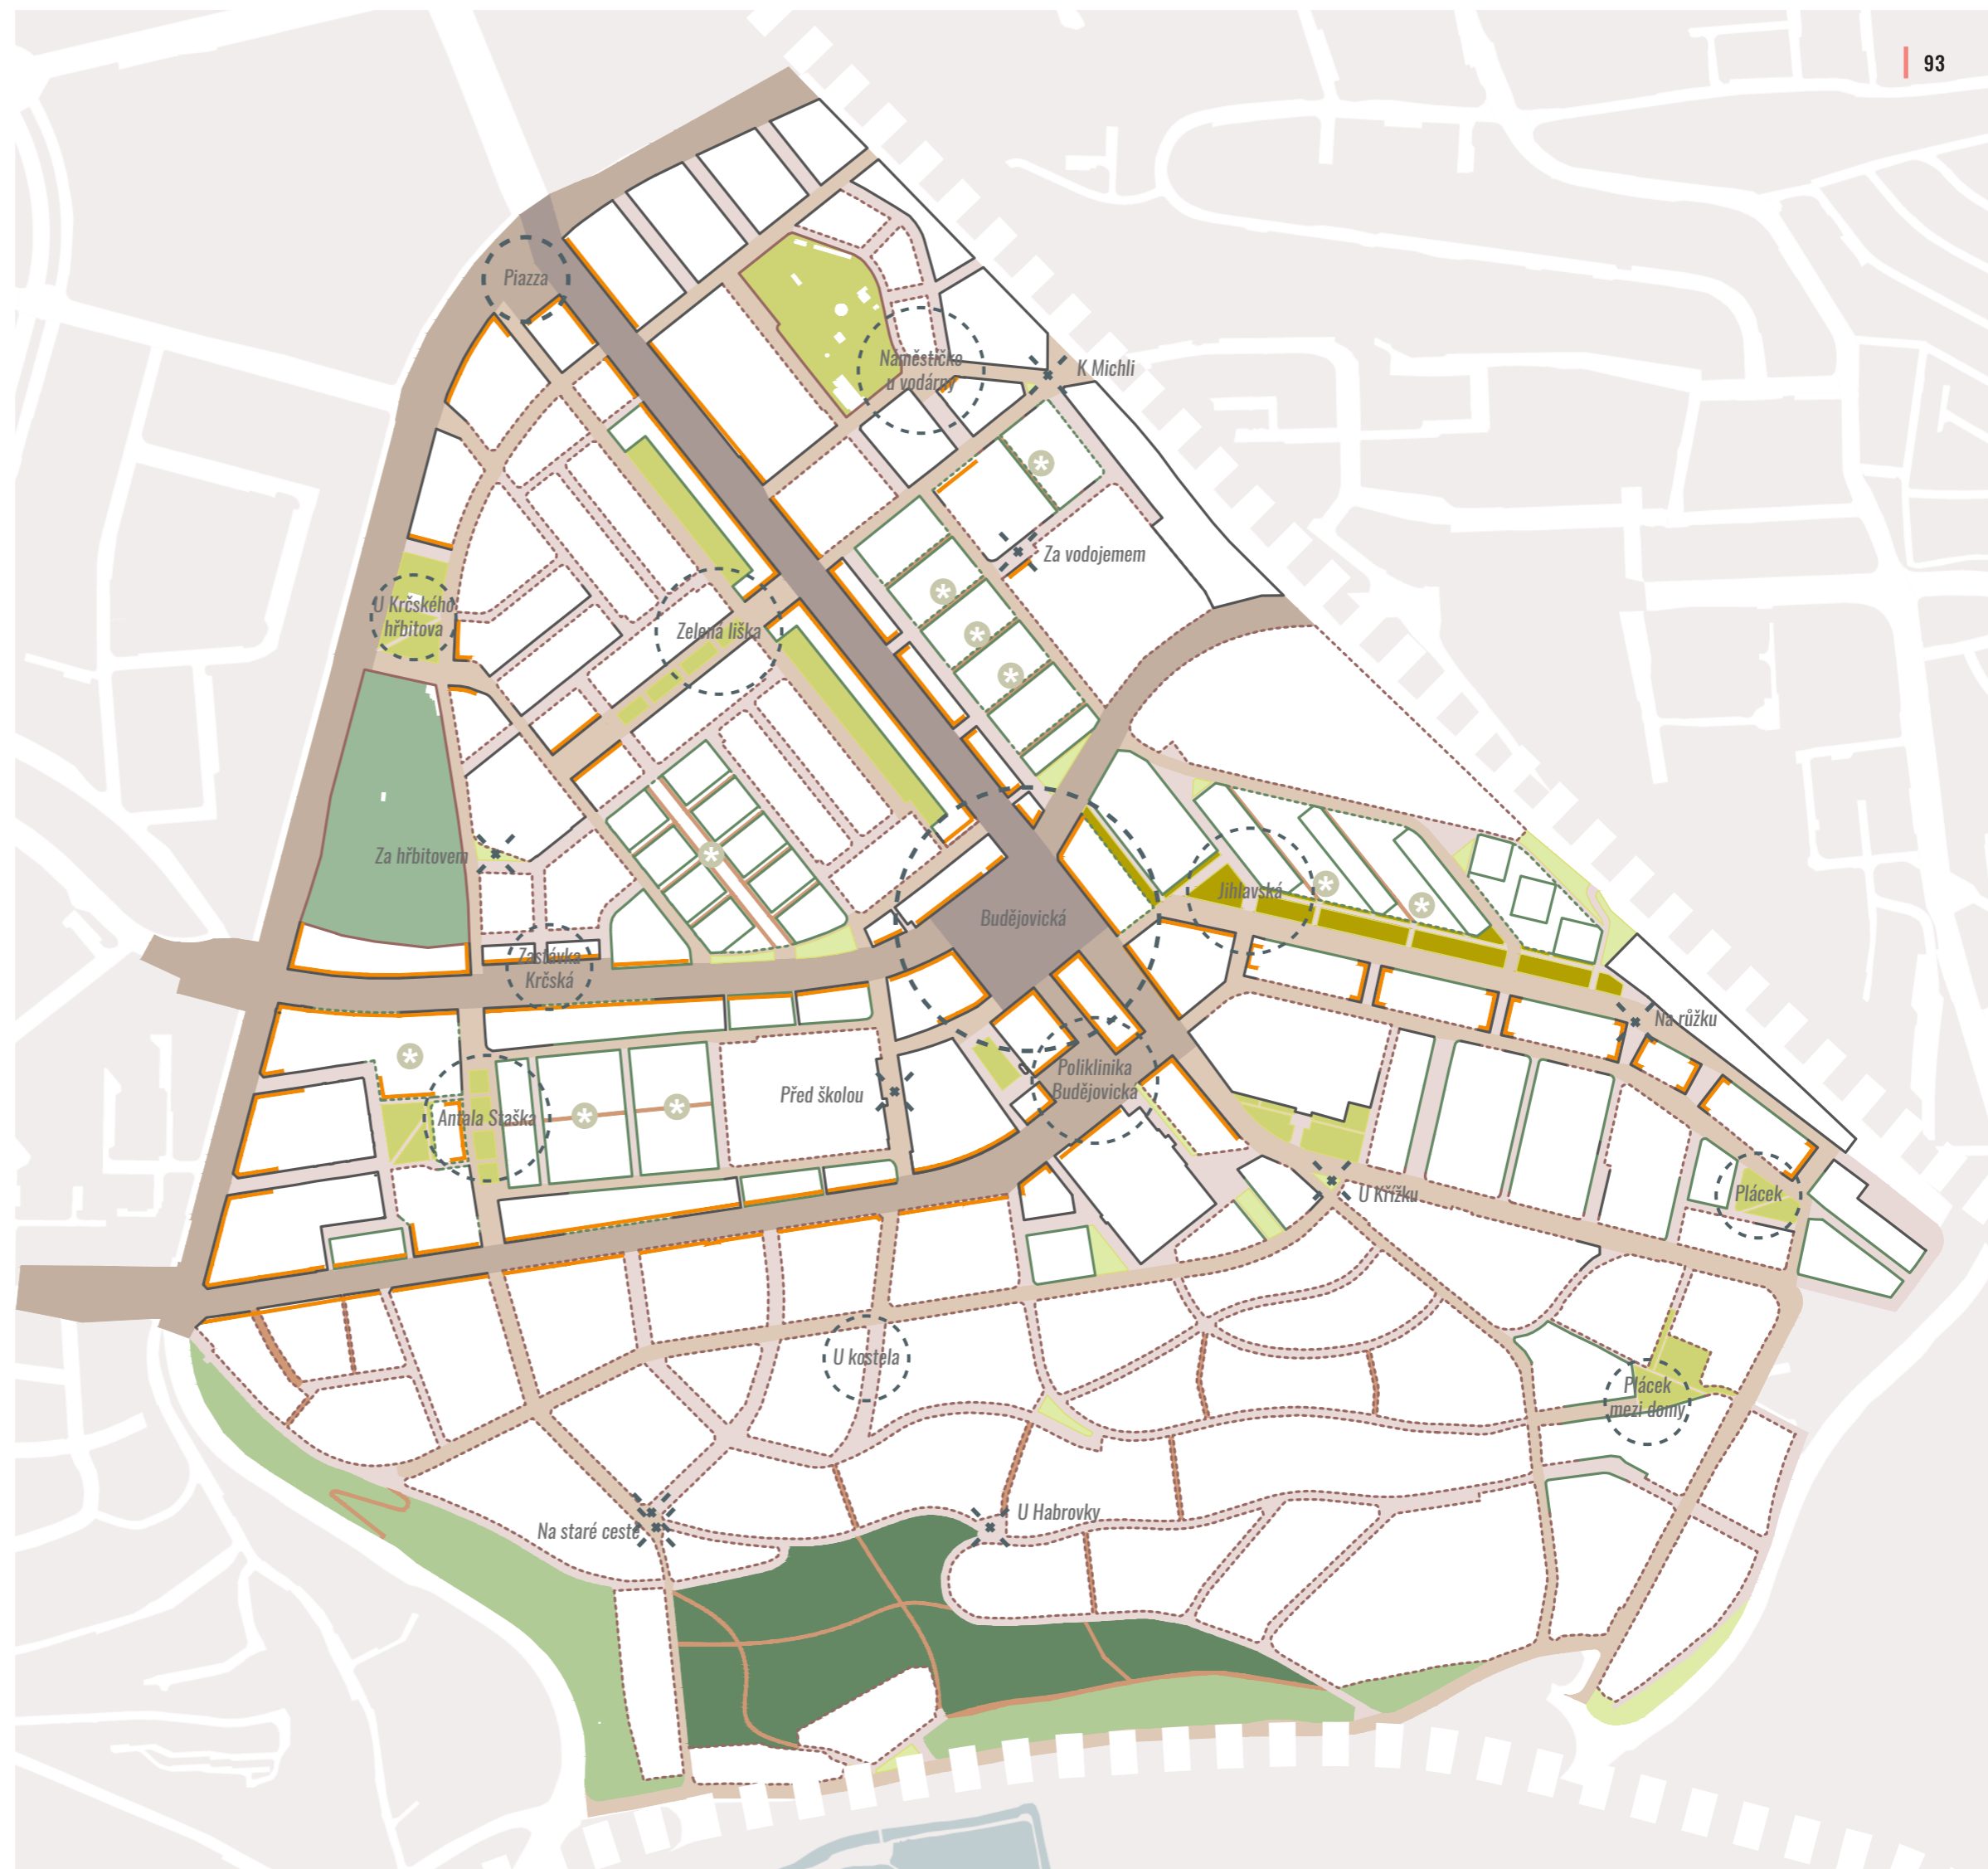 93
Piazza
Náměstíčko
u vodárny
K Michli
Za vodojemem
U Krčského
hřbitova
Zelená liška
Za hřbitovem
Budějovická
Jihlavská
Zastávka
Krčská
Na růžku
Před školou
Poliklinika
Budějovická
Antala Staška
U Křížku
Plácek
U kostela
Plácek
mezi domy
U Habrovky
Na staré cestě